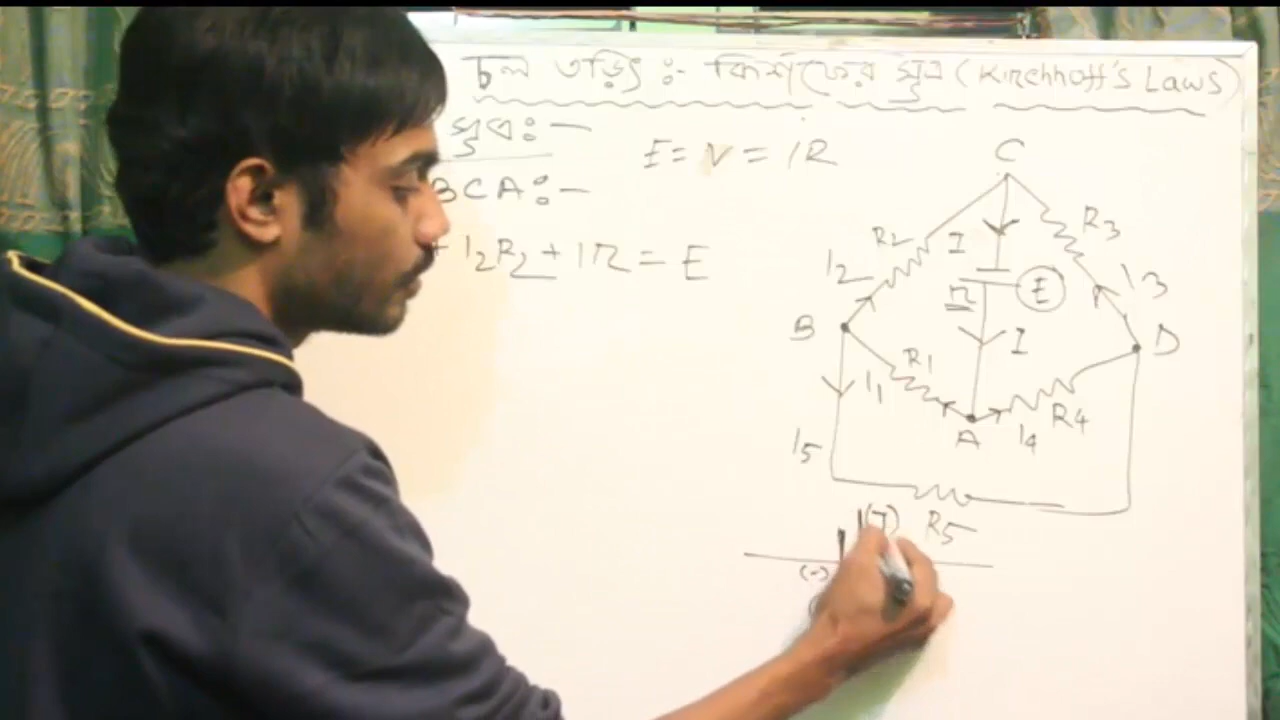 চল তড়িৎ :- কির্শফের সূত্র (Kirchhoff's Laws)
সূত্র :-
E = V = IR
BCA :-
+ I2R2 + Ir = E
C
R2
I
R3
I2
r
E
I3
B
D
R1
I
I1
R4
A
I4
I5
(+)
R5
(-)